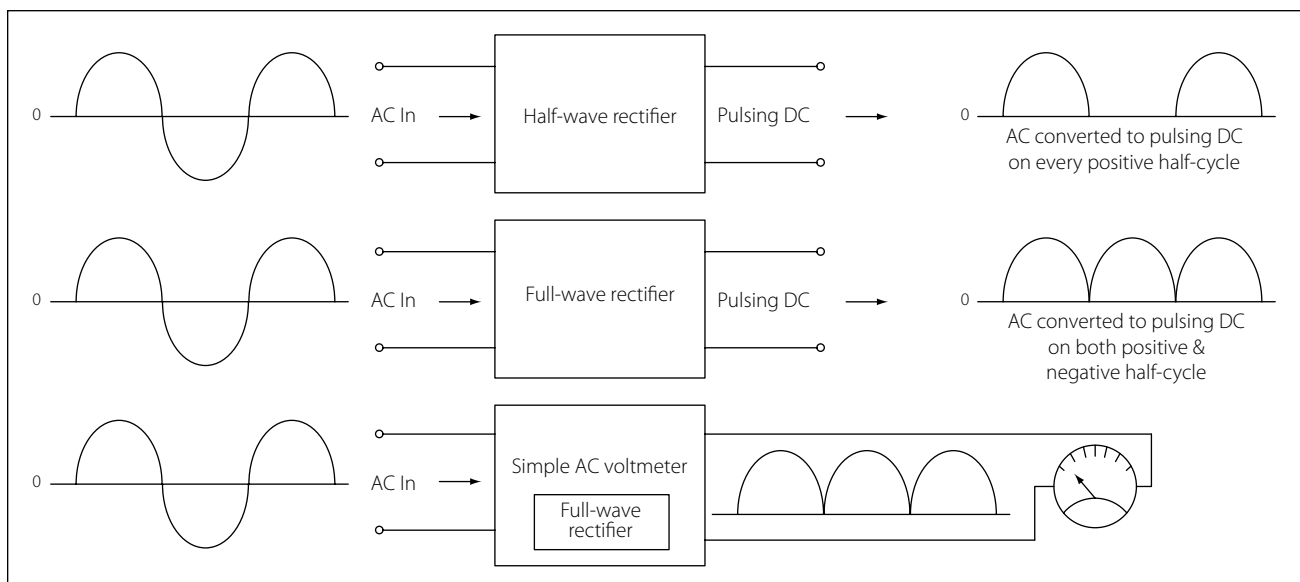 0
AC In
Half-wave rectifier
Pulsing DC
0
AC converted to pulsing DC
on every positive half-cycle
0
AC In
Full-wave rectifier
Pulsing DC
0
AC converted to pulsing DC
on both positive &
negative half-cycle
0
AC In
Simple AC voltmeter
Full-wave
rectifier